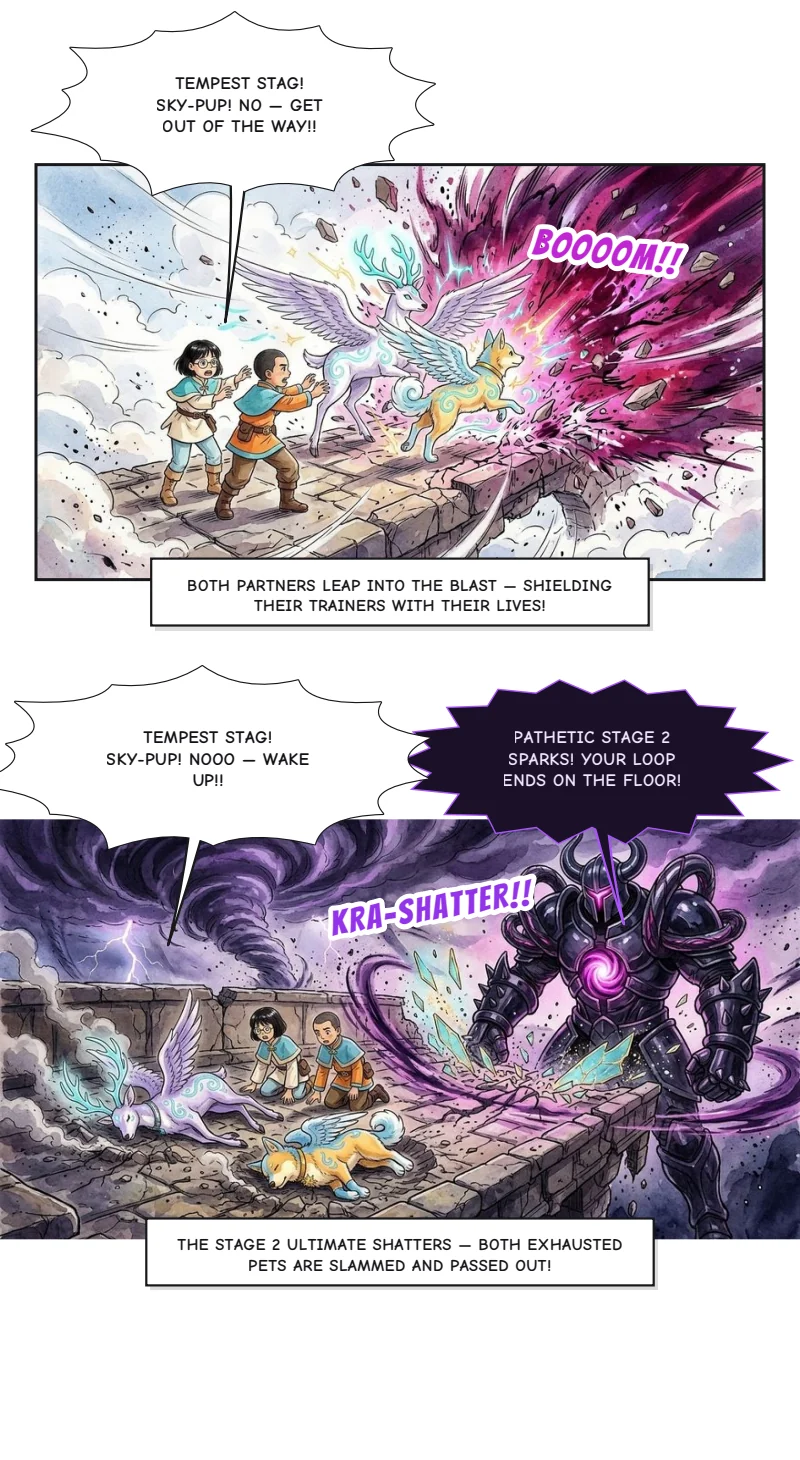 TEMPEST STAG!
SKY-PUP! NO — GET
OUT OF THE WAY!!
BOOOOM!!
BOTH PARTNERS LEAP INTO THE BLAST — SHIELDING
THEIR TRAINERS WITH THEIR LIVES!
TEMPEST STAG!
SKY-PUP! NOOO — WAKE
UP!!
PATHETIC STAGE 2
SPARKS! YOUR LOOP
ENDS ON THE FLOOR!
KRA-SHATTER!!
THE STAGE 2 ULTIMATE SHATTERS — BOTH EXHAUSTED
PETS ARE SLAMMED AND PASSED OUT!